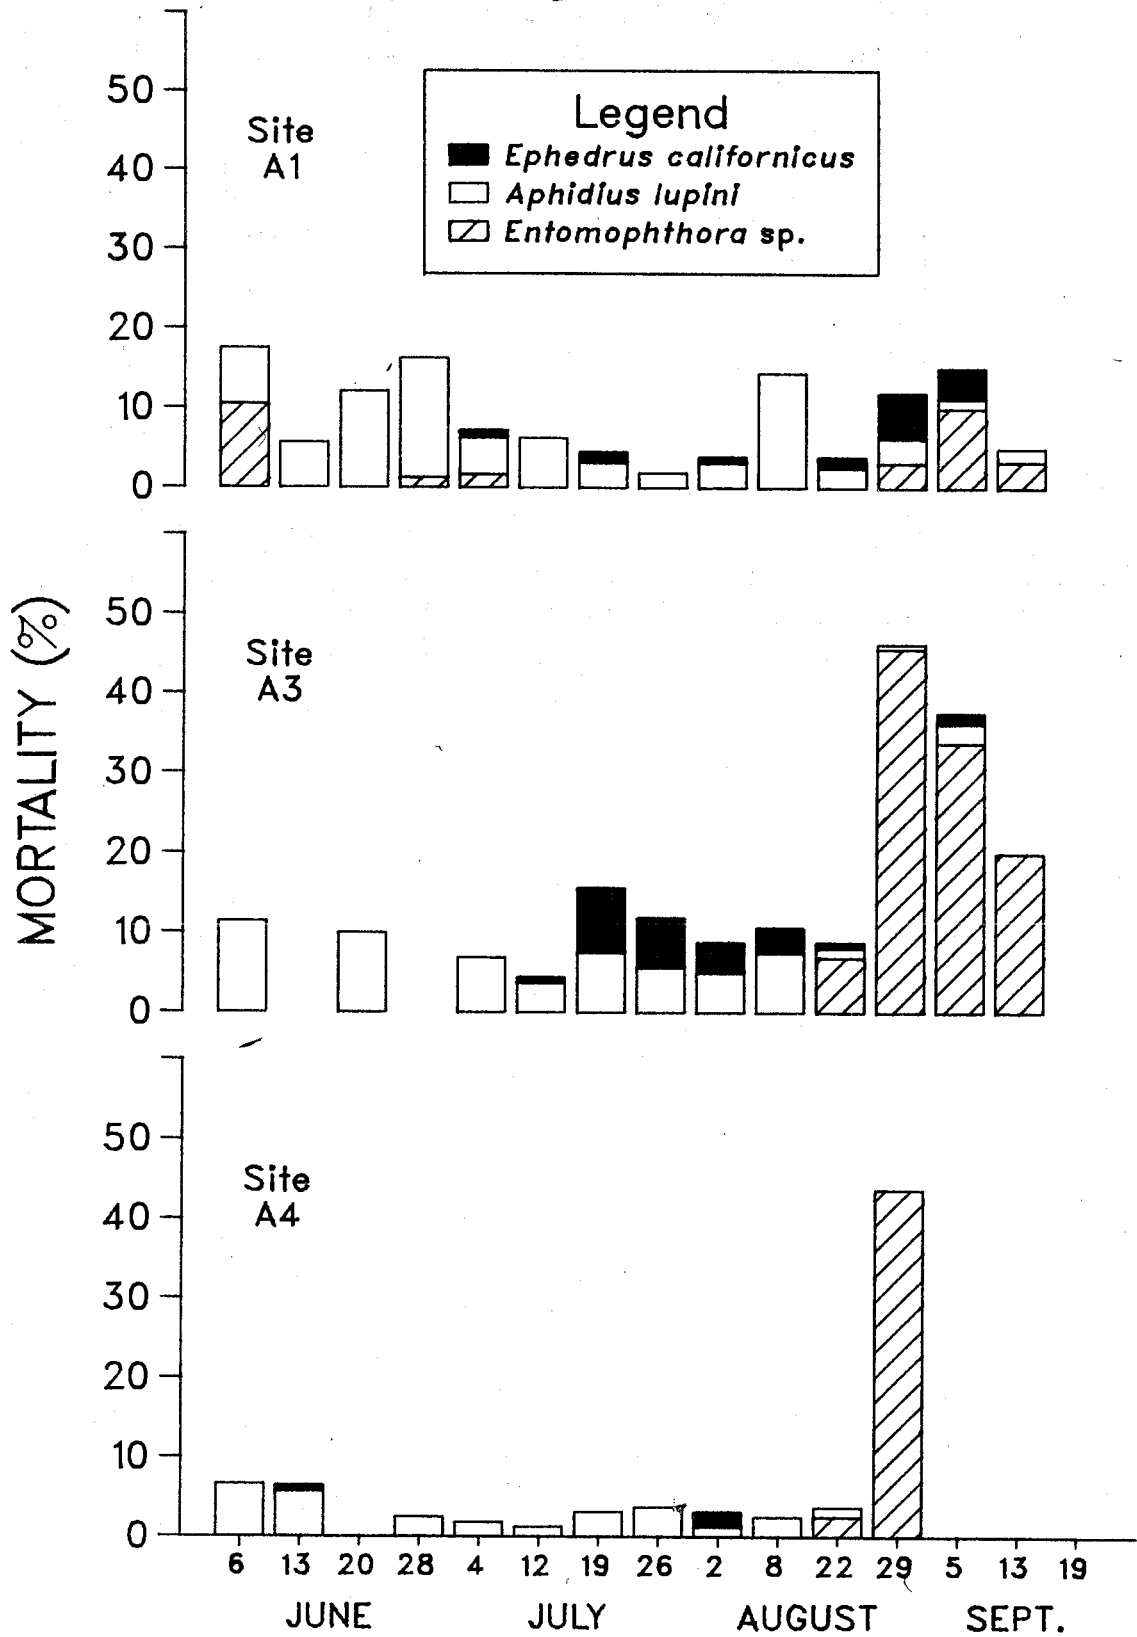 50
40
30
20
10
0
Site
A1
Legend
Ephedrus californicus
Aphidius lupini
Entomophthora sp.
MORTALITY (%)
50
40
30
20
10
0
Site
A3
50
40
30
20
10
0
Site
A4
6 13 20 28 4 12 19 26 2 8 22 29 5 13 19
JUNE JULY AUGUST SEPT.